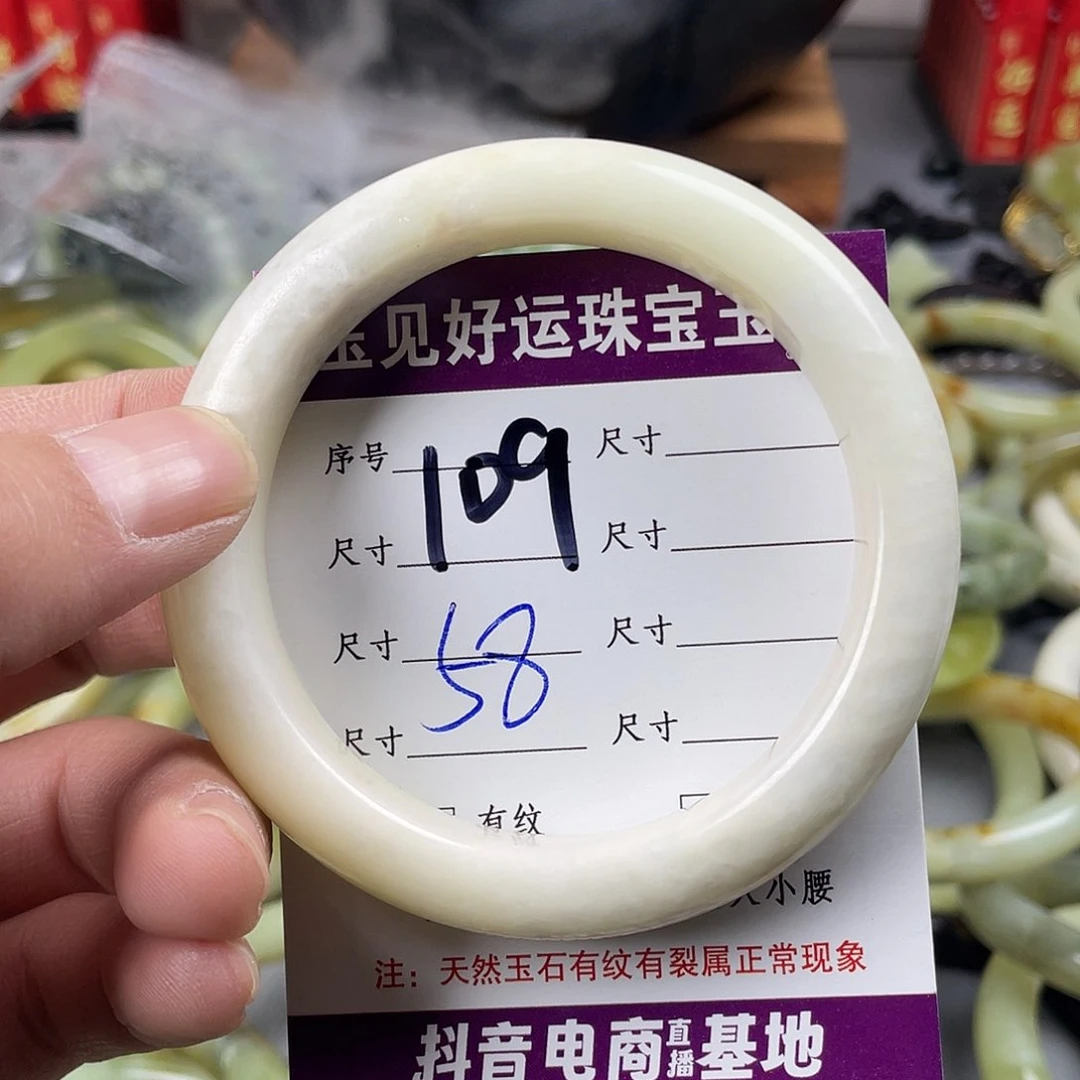 玉见好运珠宝玉
序号 109 尺寸
尺寸 尺寸
尺寸 58 尺寸
尺寸 尺寸
有纹
小腰
注：天然玉石有纹有裂属正常现象
抖音电商直播基地